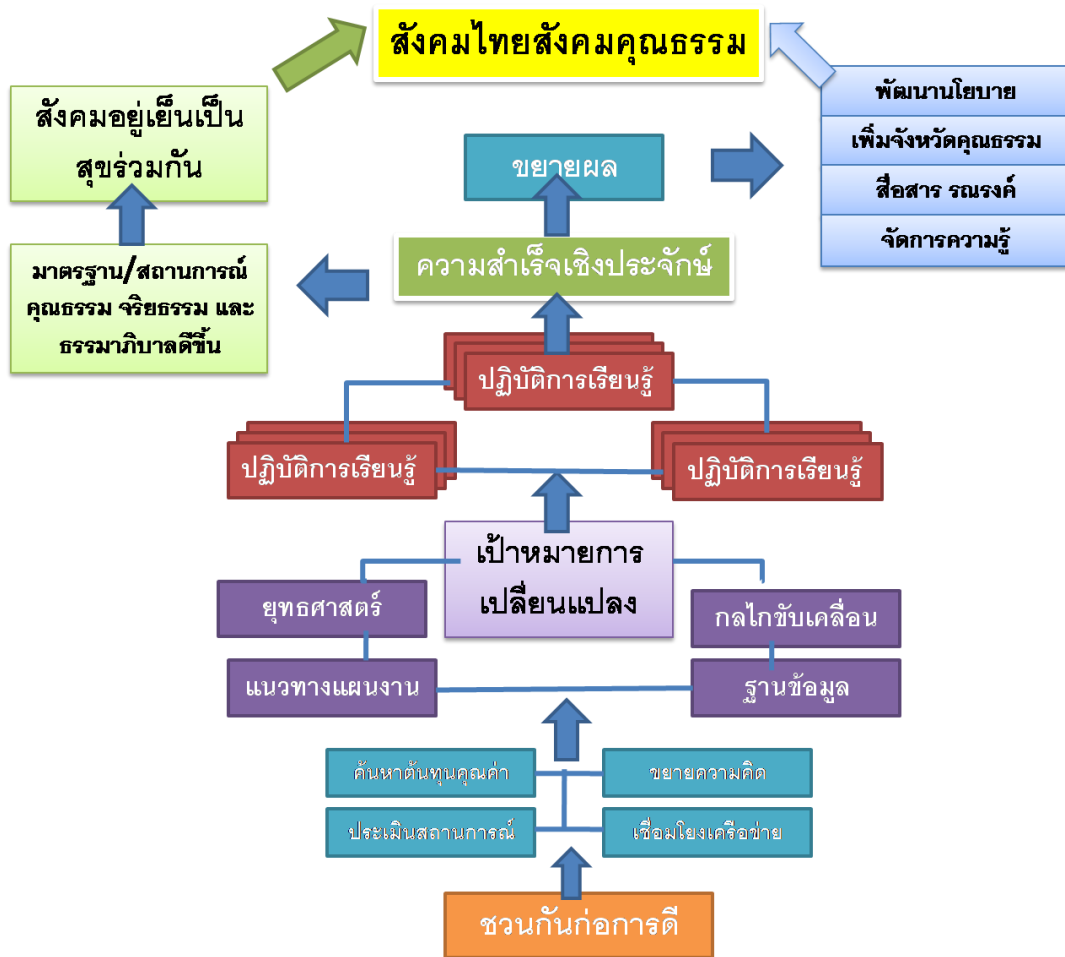 สังคมไทยสังคมคุณธรรม
สังคมอยู่เย็นเป็น
สุขร่วมกัน
พัฒนานโยบาย
เพิ่มจังหวัดคุณธรรม
สื่อสาร รณรงค์
จัดการความรู้
ขยายผล
ความสำเร็จเชิงประจักษ์
มาตรฐาน/สถานการณ์
คุณธรรม จริยธรรม และ
ธรรมาภิบาลดีขึ้น
ปฏิบัติการเรียนรู้
ปฏิบัติการเรียนรู้
ปฏิบัติการเรียนรู้
เป้าหมายการ
เปลี่ยนแปลง
ยุทธศาสตร์
กลไกขับเคลื่อน
แนวทางแผนงาน
ฐานข้อมูล
ค้นหาต้นทุนคุณค่า
ขยายความคิด
ประเมินสถานการณ์
เชื่อมโยงเครือข่าย
ชวนกันก่อการดี